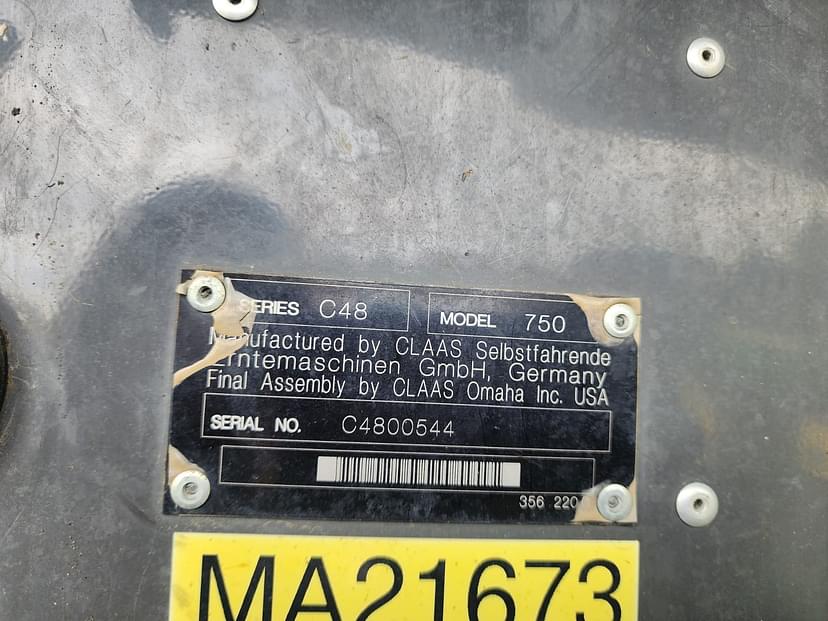 SERIES C48 MODEL 750
Manufactured by CLAAS Selbstfahrende
Erntemaschinen GmbH, Germany
Final Assembly by CLAAS Omaha Inc. USA
SERIAL NO. C4800544
356 220
MA21673